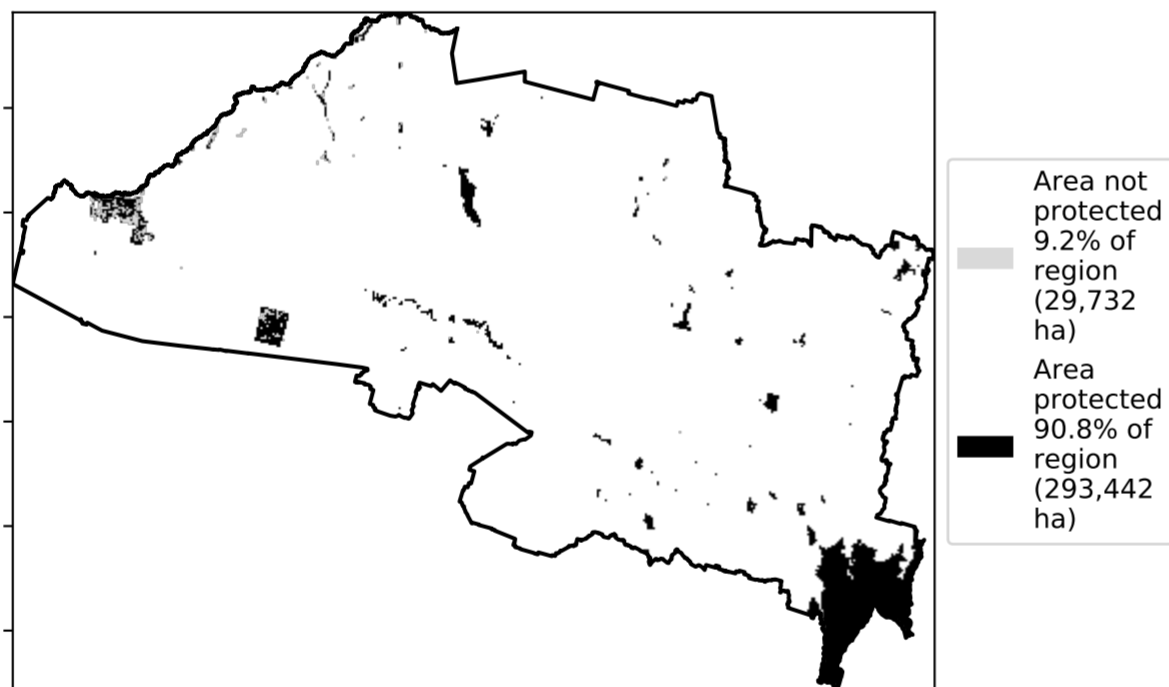 Area not
protected
9.2% of
region
(29,732
ha)
Area
protected
90.8% of
region
(293,442
ha)